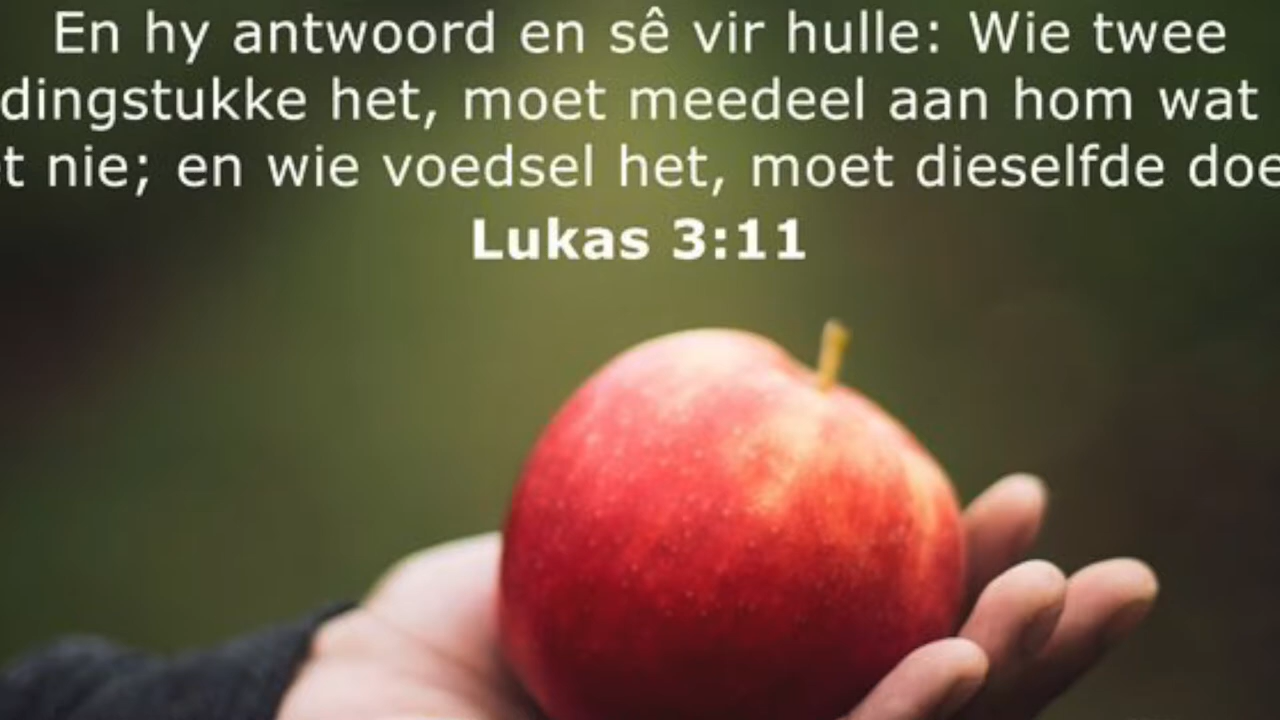 En hy antwoord en sê vir hulle: Wie twee
dingstukke het, moet meedeel aan hom wat
t nie; en wie voedsel het, moet dieselfde doe
Lukas 3:11